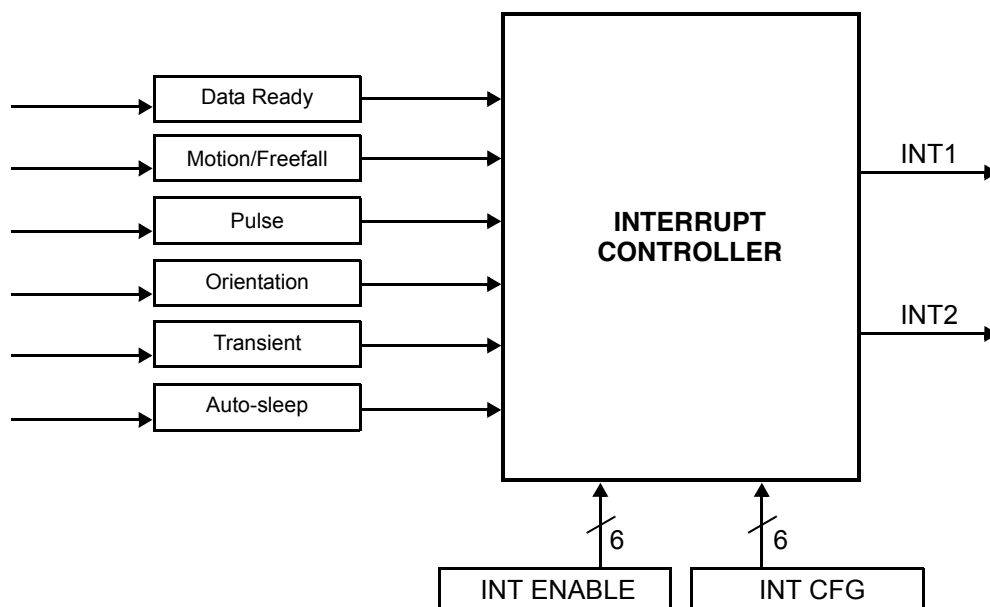 Data Ready
Motion/Freefall
Pulse
Orientation
Transient
Auto-sleep
INTERRUPT
CONTROLLER
INT1
INT2
6
6
INT ENABLE
INT CFG